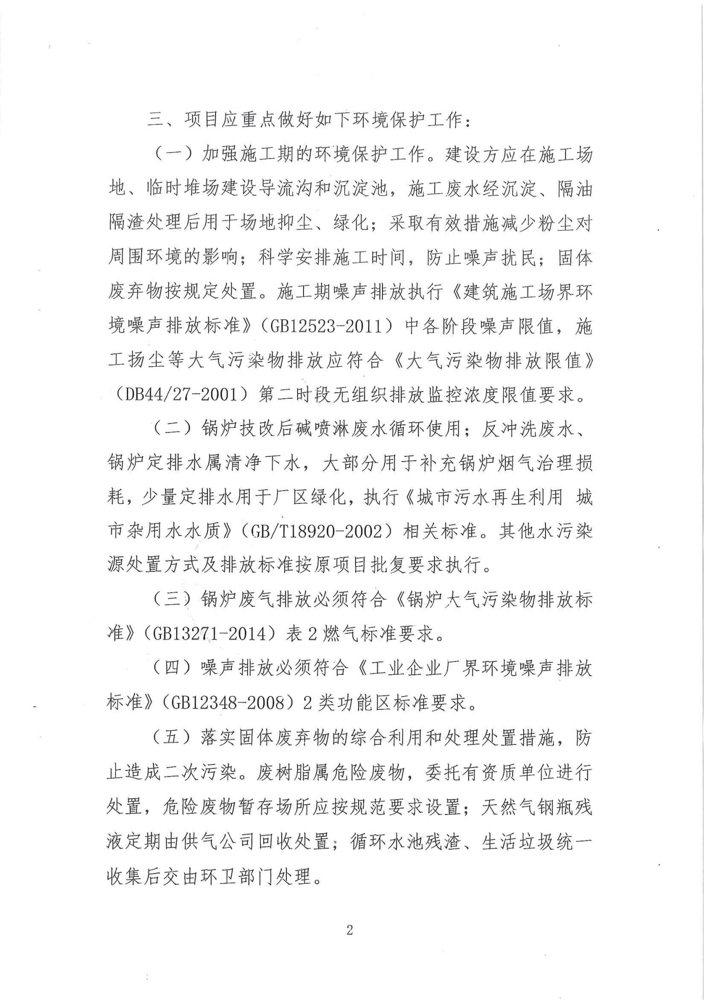 三、项目应重点做好如下环境保护工作：
（一）加强施工期的环境保护工作。建设方应在施工场
地、临时堆场建设导流沟和沉淀池，施工废水经沉淀、隔油
隔渣处理后用于场地抑尘、绿化；采取有效措施减少粉尘对
周围环境的影响；科学安排施工时间，防止噪声扰民；固体
废弃物按规定处置。施工期噪声排放执行《建筑施工场界环
境噪声排放标准》（GB12523-2011）中各阶段噪声限值，施
工扬尘等大气污染物排放应符合《大气污染物排放限值》
（DB44/27-2001）第二时段无组织排放监控浓度限值要求。
（二）锅炉技改后碱喷淋废水循环使用；反冲洗废水、
锅炉定排水属清净下水，大部分用于补充锅炉烟气治理损
耗，少量定排水用于厂区绿化，执行《城市污水再生利用 城
市杂用水水质》（GB/T18920-2002）相关标准。其他水污染
源处置方式及排放标准按原项目批复要求执行。
（三）锅炉废气排放必须符合《锅炉大气污染物排放标
准》（GB13271-2014）表 2 燃气标准要求。
（四）噪声排放必须符合《工业企业厂界环境噪声排放
标准》（GB12348-2008）2 类功能区标准要求。
（五）落实固体废弃物的综合利用和处理处置措施，防
止造成二次污染。废树脂属危险废物，委托有资质单位进行
处置，危险废物暂存场所应按规范要求设置；天然气钢瓶残
液定期由供气公司回收处置；循环水池残渣、生活垃圾统一
收集后交由环卫部门处理。
2